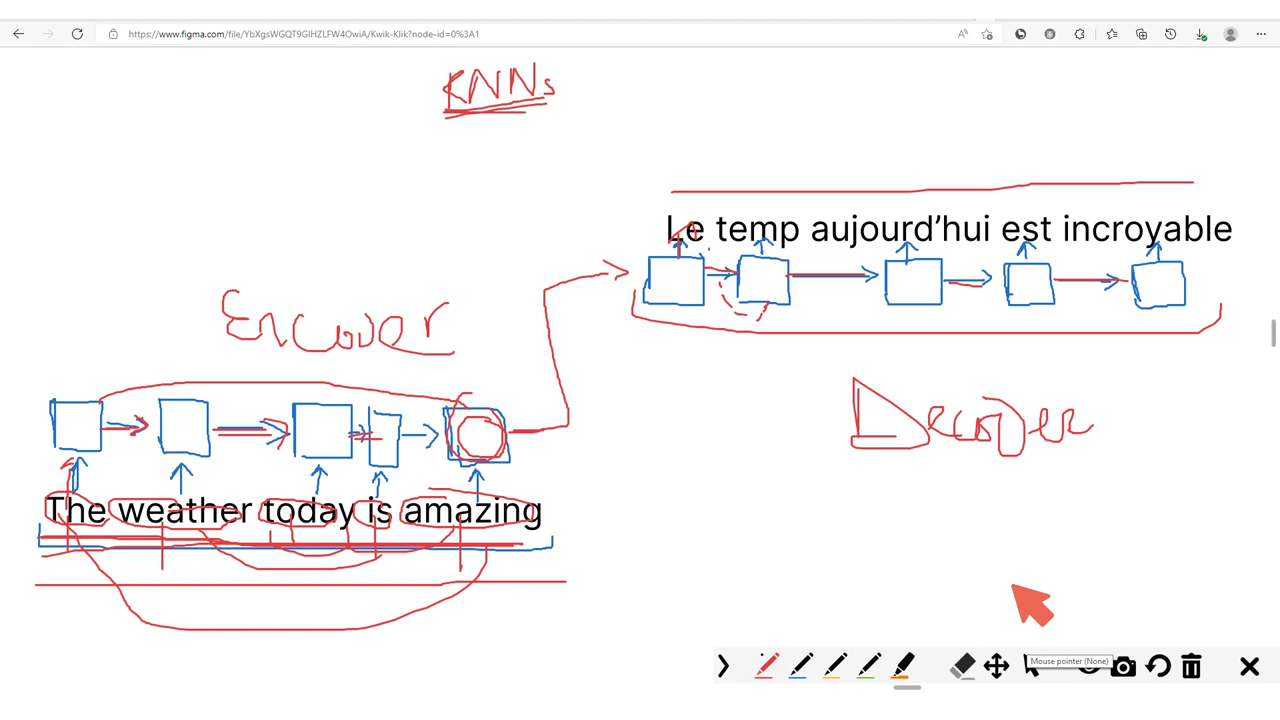 https://www.figma.com/file/YbXgsWGQT9GIHZLFW4OwiA/Kwik-Klik?node-id=0%3A1
RNNs
Le temp aujourd’hui est incroyable
Encoder
Decoder
The weather today is amazing
Mouse pointer (None)